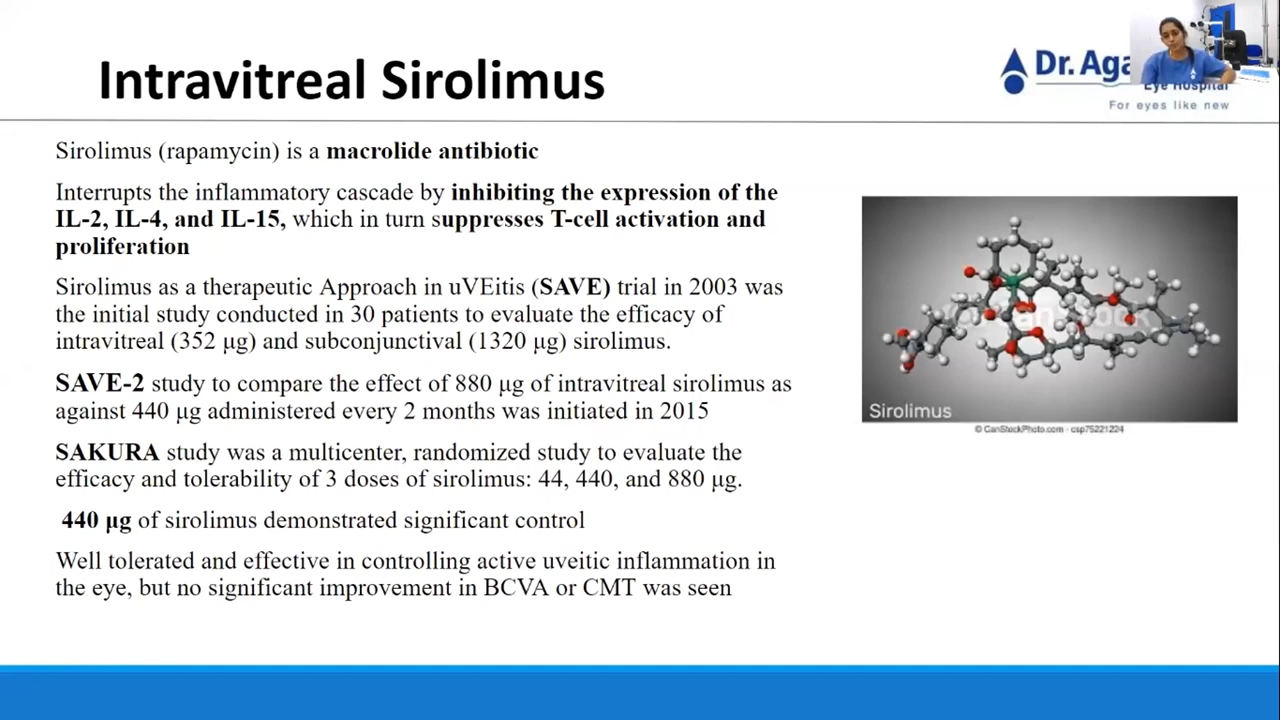 Intravitreal Sirolimus
Dr. Aga
Eye Hospital
For eyes like new
Sirolimus (rapamycin) is a macrolide antibiotic
Interrupts the inflammatory cascade by inhibiting the expression of the
IL-2, IL-4, and IL-15, which in turn suppresses T-cell activation and
proliferation
Sirolimus as a therapeutic Approach in uVEitis (SAVE) trial in 2003 was
the initial study conducted in 30 patients to evaluate the efficacy of
intravitreal (352 μg) and subconjunctival (1320 μg) sirolimus.
SAVE-2 study to compare the effect of 880 μg of intravitreal sirolimus as
against 440 μg administered every 2 months was initiated in 2015
SAKURA study was a multicenter, randomized study to evaluate the
efficacy and tolerability of 3 doses of sirolimus: 44, 440, and 880 μg.
440 μg of sirolimus demonstrated significant control
Well tolerated and effective in controlling active uveitic inflammation in
the eye, but no significant improvement in BCVA or CMT was seen
Sirolimus
© CanStockPhoto.com - csp75221224